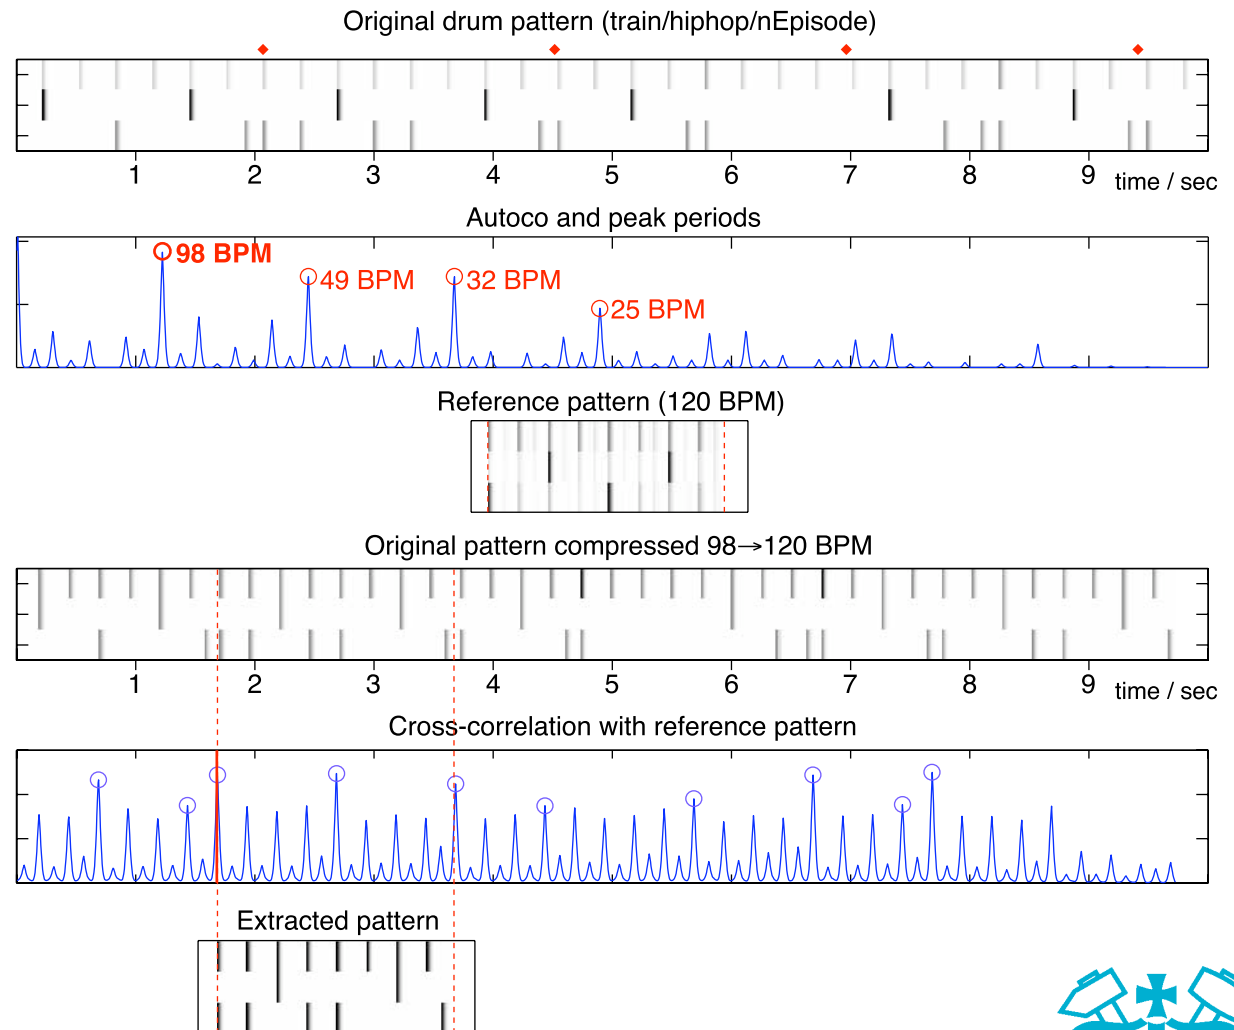 Original drum pattern (train/hiphop/nEpisode)
1 2 3 4 5 6 7 8 9 time / sec
Autoco and peak periods
98 BPM
49 BPM
32 BPM
25 BPM
Reference pattern (120 BPM)
Original pattern compressed 98→120 BPM
1 2 3 4 5 6 7 8 9 time / sec
Cross-correlation with reference pattern
Extracted pattern